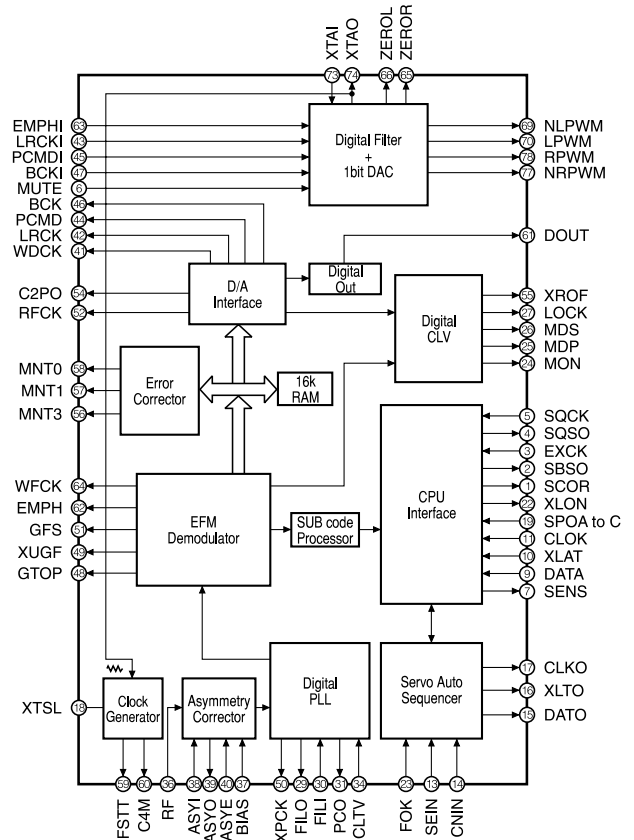 XTAI
XTAO
ZEROL
ZEROR
73
74
66
65
EMPHI 63
LRCKI 43
PCMDI 45
BCKI 47
MUTE 6
BCK 46
PCMD 44
LRCK 42
WDCK 41
C2PO 54
RFCK 52
MNT0 58
MNT1 57
MNT3 56
WFCK 64
EMPH 62
GFS 51
XUGF 49
GTOP 48
XTSL 18
Digital Filter
+
1bit DAC
D/A
Interface
Digital
Out
Digital
CLV
Error
Corrector
16k
RAM
EFM
Demodulator
SUB code
Processor
CPU
Interface
Clock
Generator
Asymmetry
Corrector
Digital
PLL
Servo Auto
Sequencer
69 NLPWM
70 LPWM
78 RPWM
77 NRPWM
61 DOUT
55 XROF
27 LOCK
26 MDS
25 MDP
24 MON
5 SQCK
4 SQSO
3 EXCK
2 SBSO
1 SCOR
22 XLON
19 SPOA to C
11 CLOK
10 XLAT
9 DATA
7 SENS
17 CLKO
16 XLTO
15 DATO
59
60
36
38
39
40
37
50
29
30
31
34
23
13
14
FSTT
C4M
RF
ASYI
ASYO
ASYE
BIAS
XPCK
FILO
FILI
PCO
CLTV
FOK
SEIN
CNIN